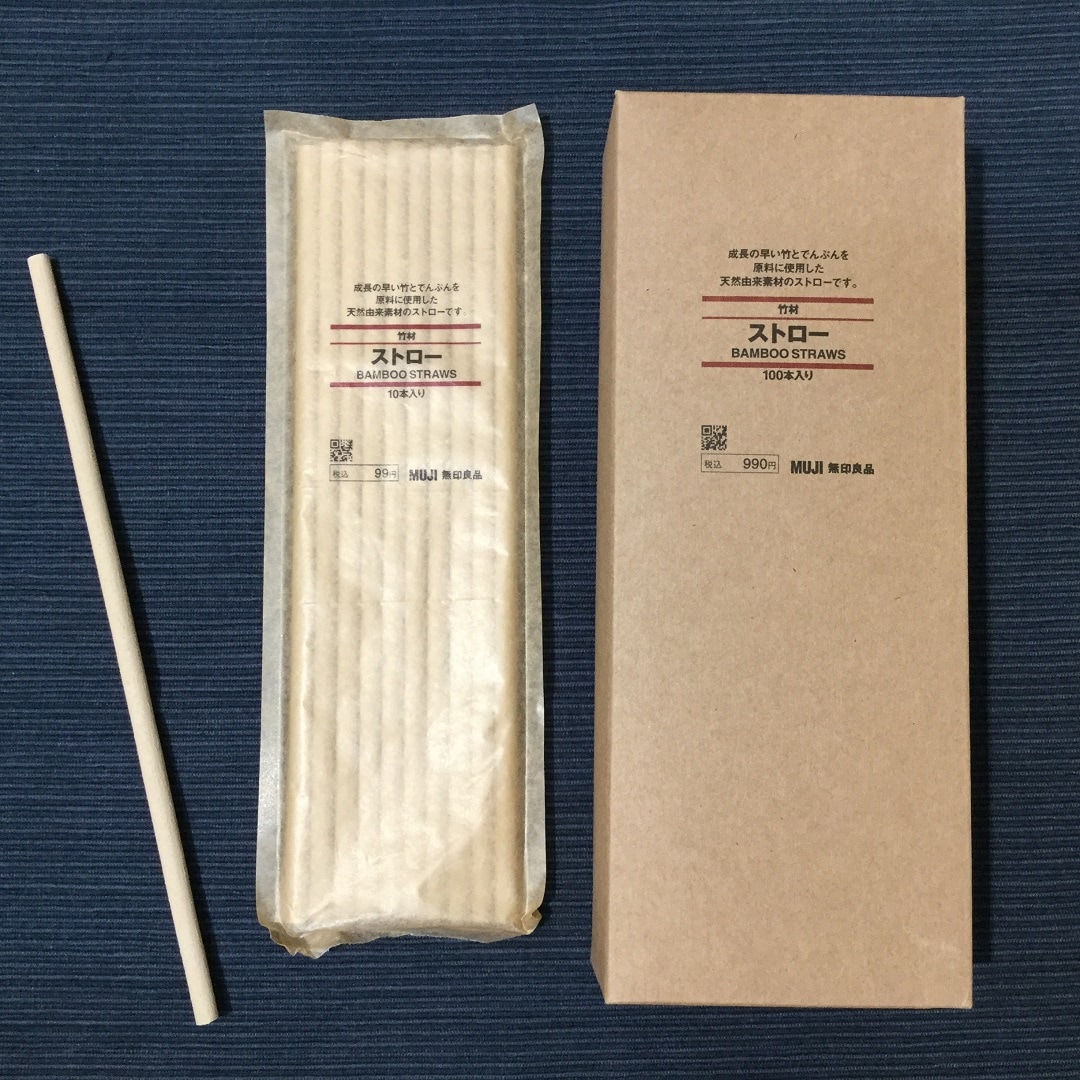 成長の早い竹とでんぷんを
原料に使用した
天然由来素材のストローです。
竹材
ストロー
BAMBOO STRAWS
10本入り
税込 99円 MUJI 無印良品
成長の早い竹とでんぷんを
原料に使用した
天然由来素材のストローです。
竹材
ストロー
BAMBOO STRAWS
100本入り
税込 990円 MUJI 無印良品